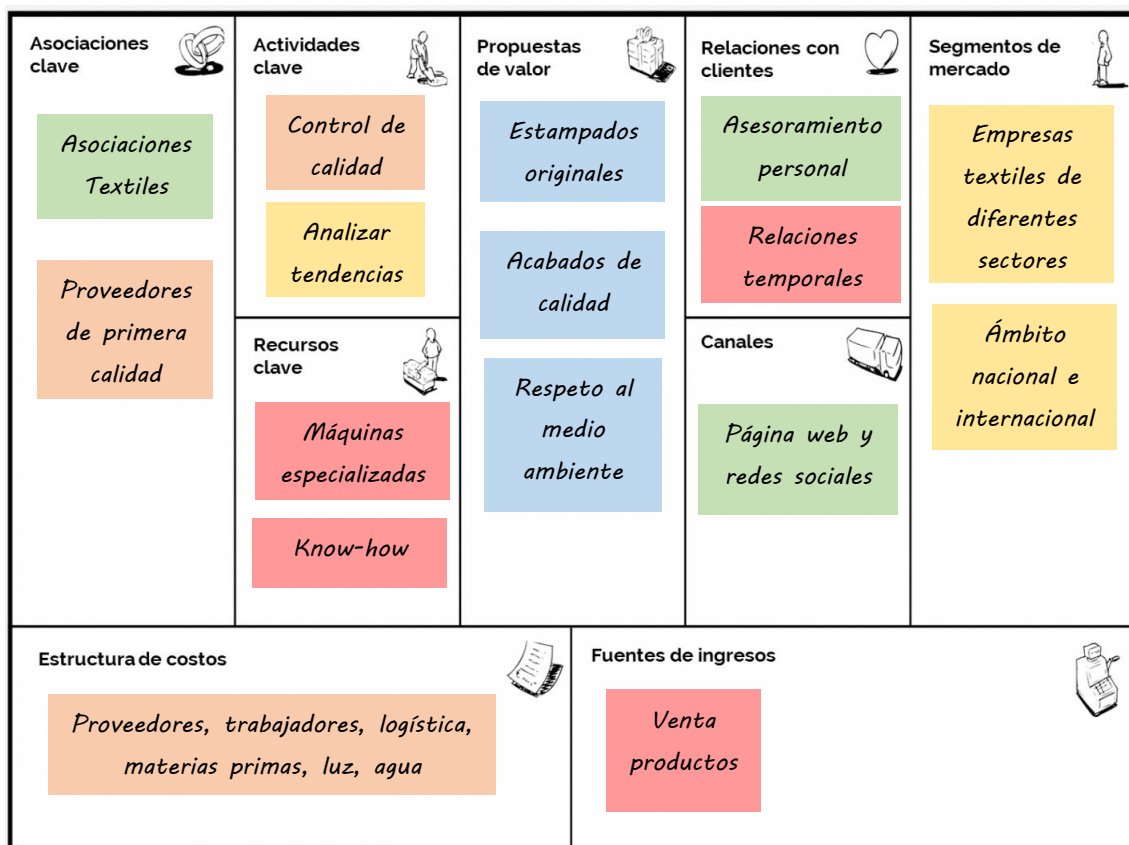 Asociaciones
clave
Asociaciones
Textiles
Proveedores
de primera
calidad
Actividades
clave
Control de
calidad
Analizar
tendencias
Recursos
clave
Máquinas
especializadas
Know-how
Propuestas
de valor
Estampados
originales
Acabados de
calidad
Respeto al
medio
ambiente
Relaciones con
clientes
Asesoramiento
personal
Relaciones
temporales
Canales
Página web y
redes sociales
Segmentos de
mercado
Empresas
textiles de
diferentes
sectores
Ámbito
nacional e
internacional
Estructura de costos
Proveedores, trabajadores, logística,
materias primas, luz, agua
Fuentes de ingresos
Venta
productos